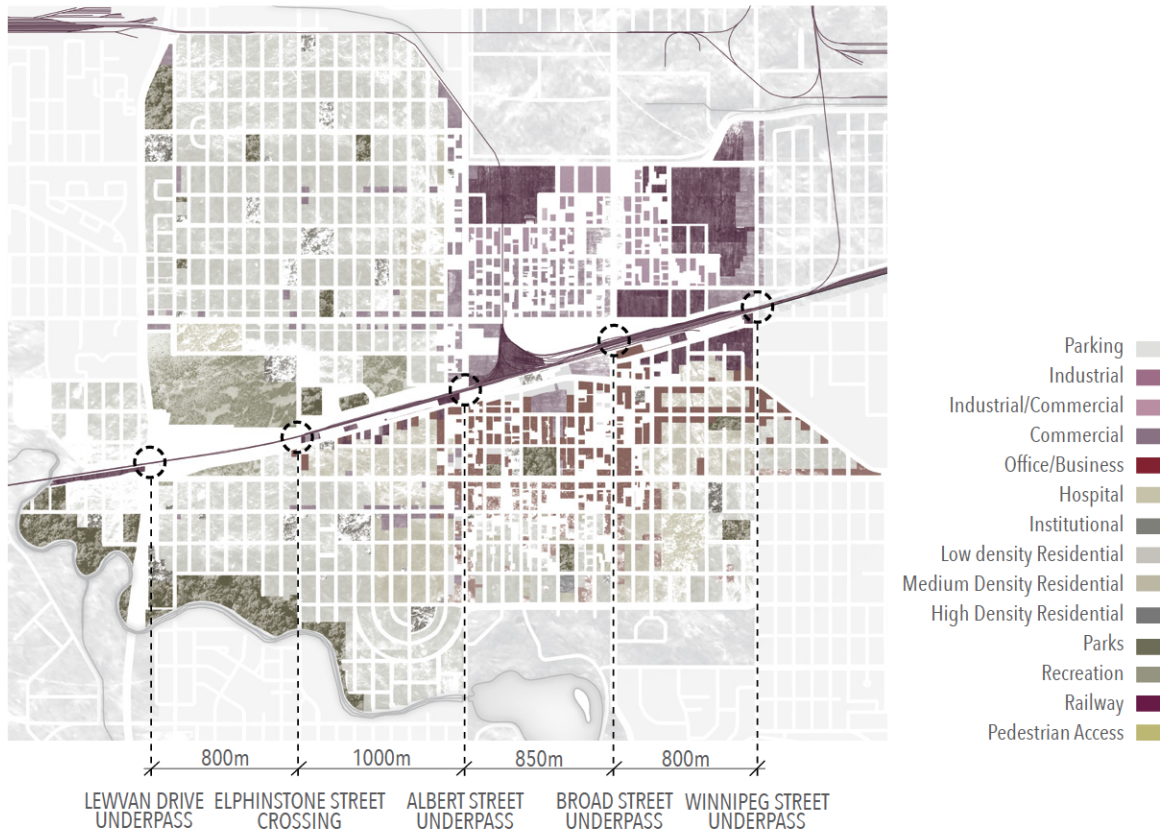 Parking
Industrial
Industrial/Commercial
Commercial
Office/Business
Hospital
Institutional
Low density Residential
Medium Density Residential
High Density Residential
Parks
Recreation
Railway
Pedestrian Access
800m
1000m
850m
800m
LEWVAN DRIVE
UNDERPASS
ELPHINSTONE STREET
CROSSING
ALBERT STREET
UNDERPASS
BROAD STREET
UNDERPASS
WINNIPEG STREET
UNDERPASS